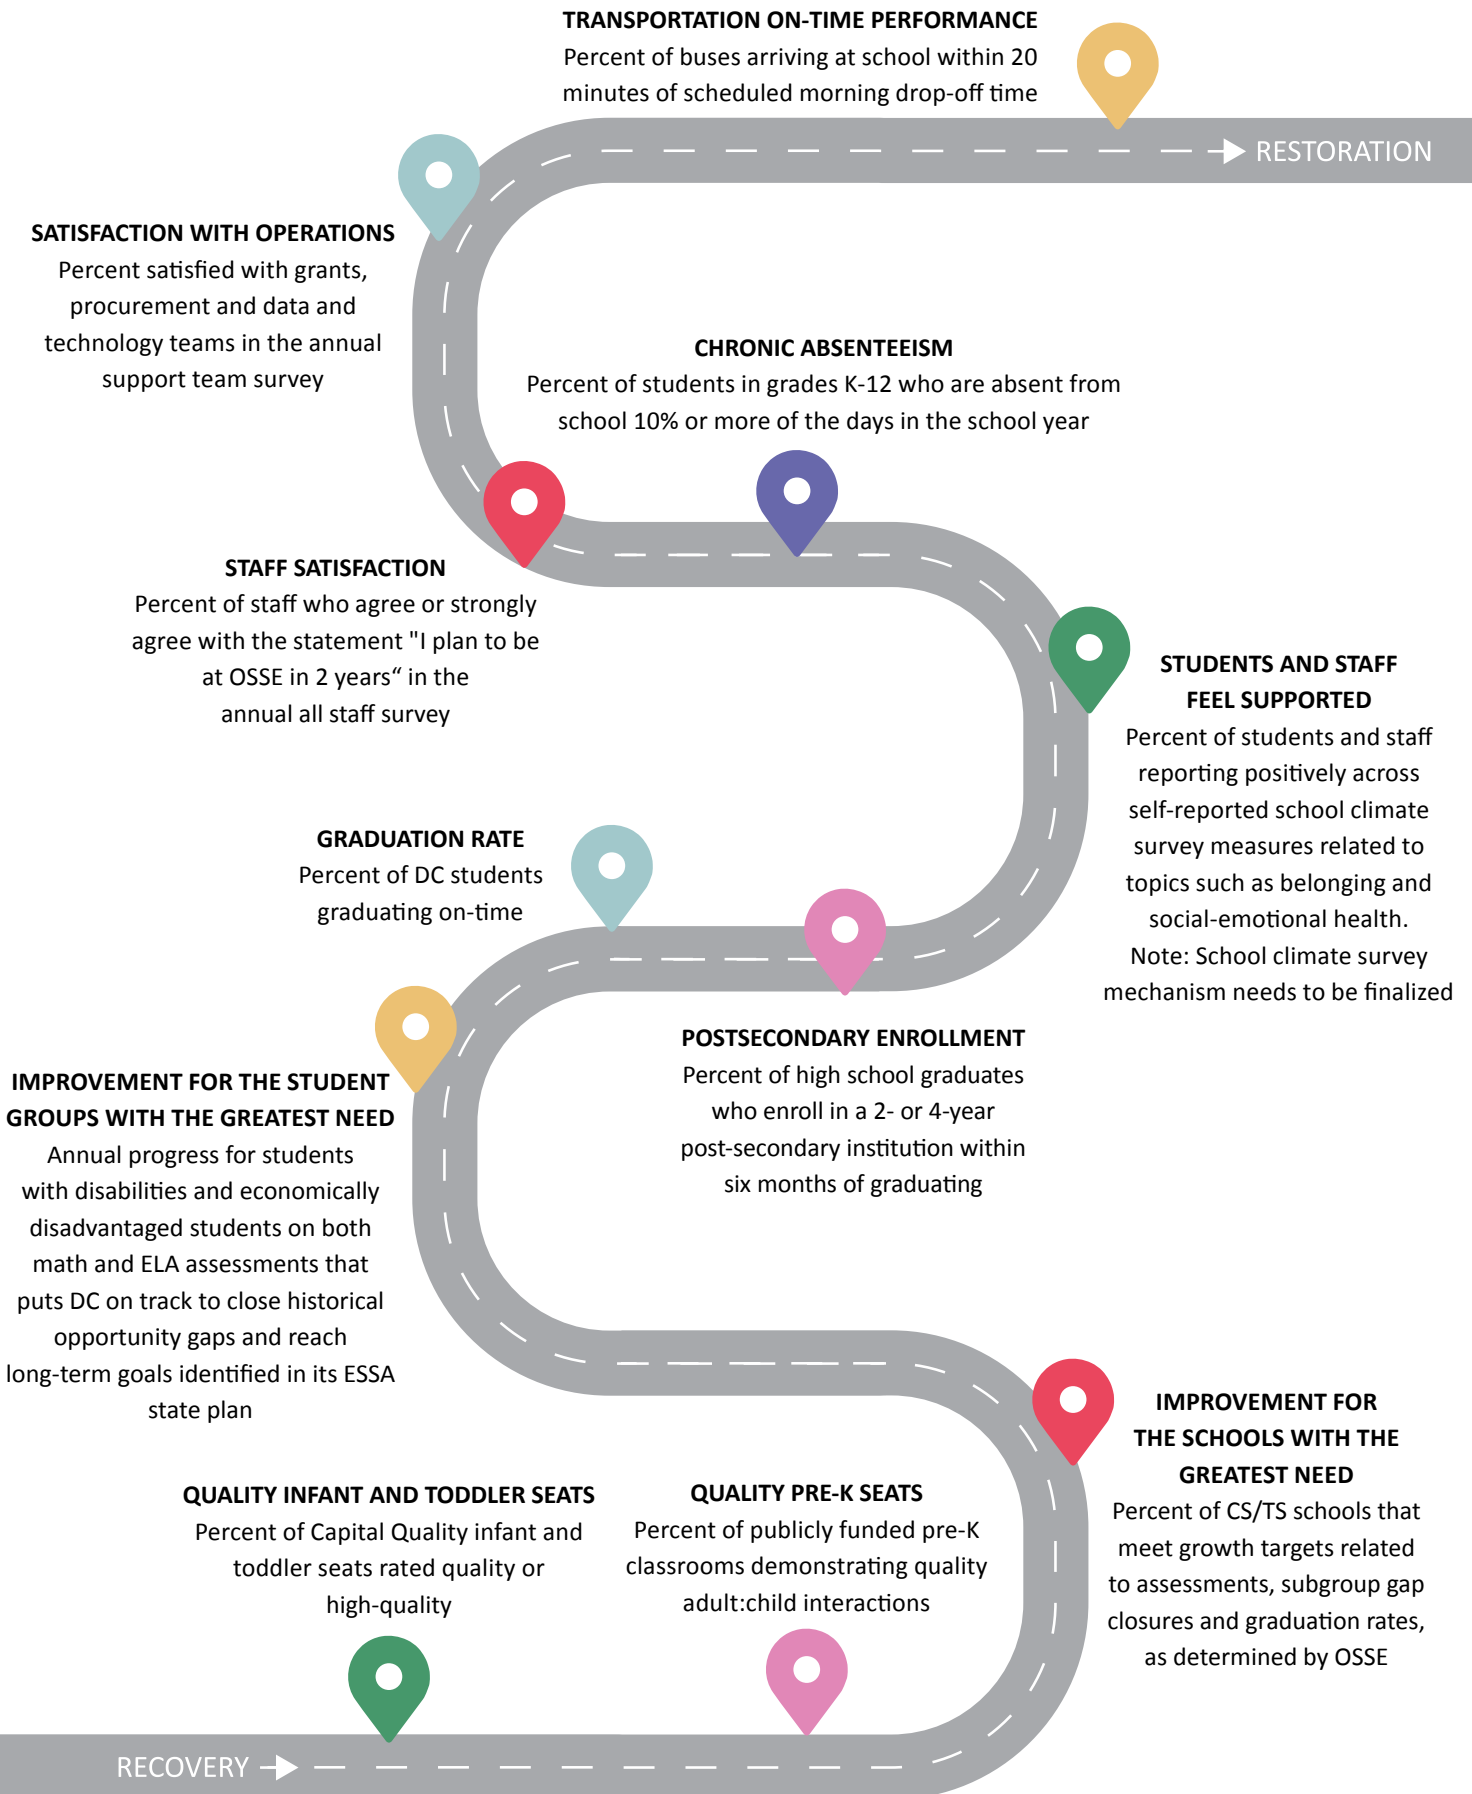 TRANSPORTATION ON-TIME PERFORMANCE
Percent of buses arriving at school within 20
minutes of scheduled morning drop-off time
RESTORATION
SATISFACTION WITH OPERATIONS
Percent satisfied with grants,
procurement and data and
technology teams in the annual
support team survey
CHRONIC ABSENTEEISM
Percent of students in grades K-12 who are absent from
school 10% or more of the days in the school year
STAFF SATISFACTION
Percent of staff who agree or strongly
agree with the statement "I plan to be
at OSSE in 2 years“ in the
annual all staff survey
STUDENTS AND STAFF
FEEL SUPPORTED
Percent of students and staff
reporting positively across
self-reported school climate
survey measures related to
topics such as belonging and
social-emotional health.
Note: School climate survey
mechanism needs to be finalized
GRADUATION RATE
Percent of DC students
graduating on-time
POSTSECONDARY ENROLLMENT
Percent of high school graduates
who enroll in a 2- or 4-year
post-secondary institution within
six months of graduating
IMPROVEMENT FOR THE STUDENT
GROUPS WITH THE GREATEST NEED
Annual progress for students
with disabilities and economically
disadvantaged students on both
math and ELA assessments that
puts DC on track to close historical
opportunity gaps and reach
long-term goals identified in its ESSA
state plan
IMPROVEMENT FOR
THE SCHOOLS WITH THE
GREATEST NEED
Percent of CS/TS schools that
meet growth targets related
to assessments, subgroup gap
closures and graduation rates,
as determined by OSSE
QUALITY INFANT AND TODDLER SEATS
Percent of Capital Quality infant and
toddler seats rated quality or
high-quality
QUALITY PRE-K SEATS
Percent of publicly funded pre-K
classrooms demonstrating quality
adult:child interactions
RECOVERY